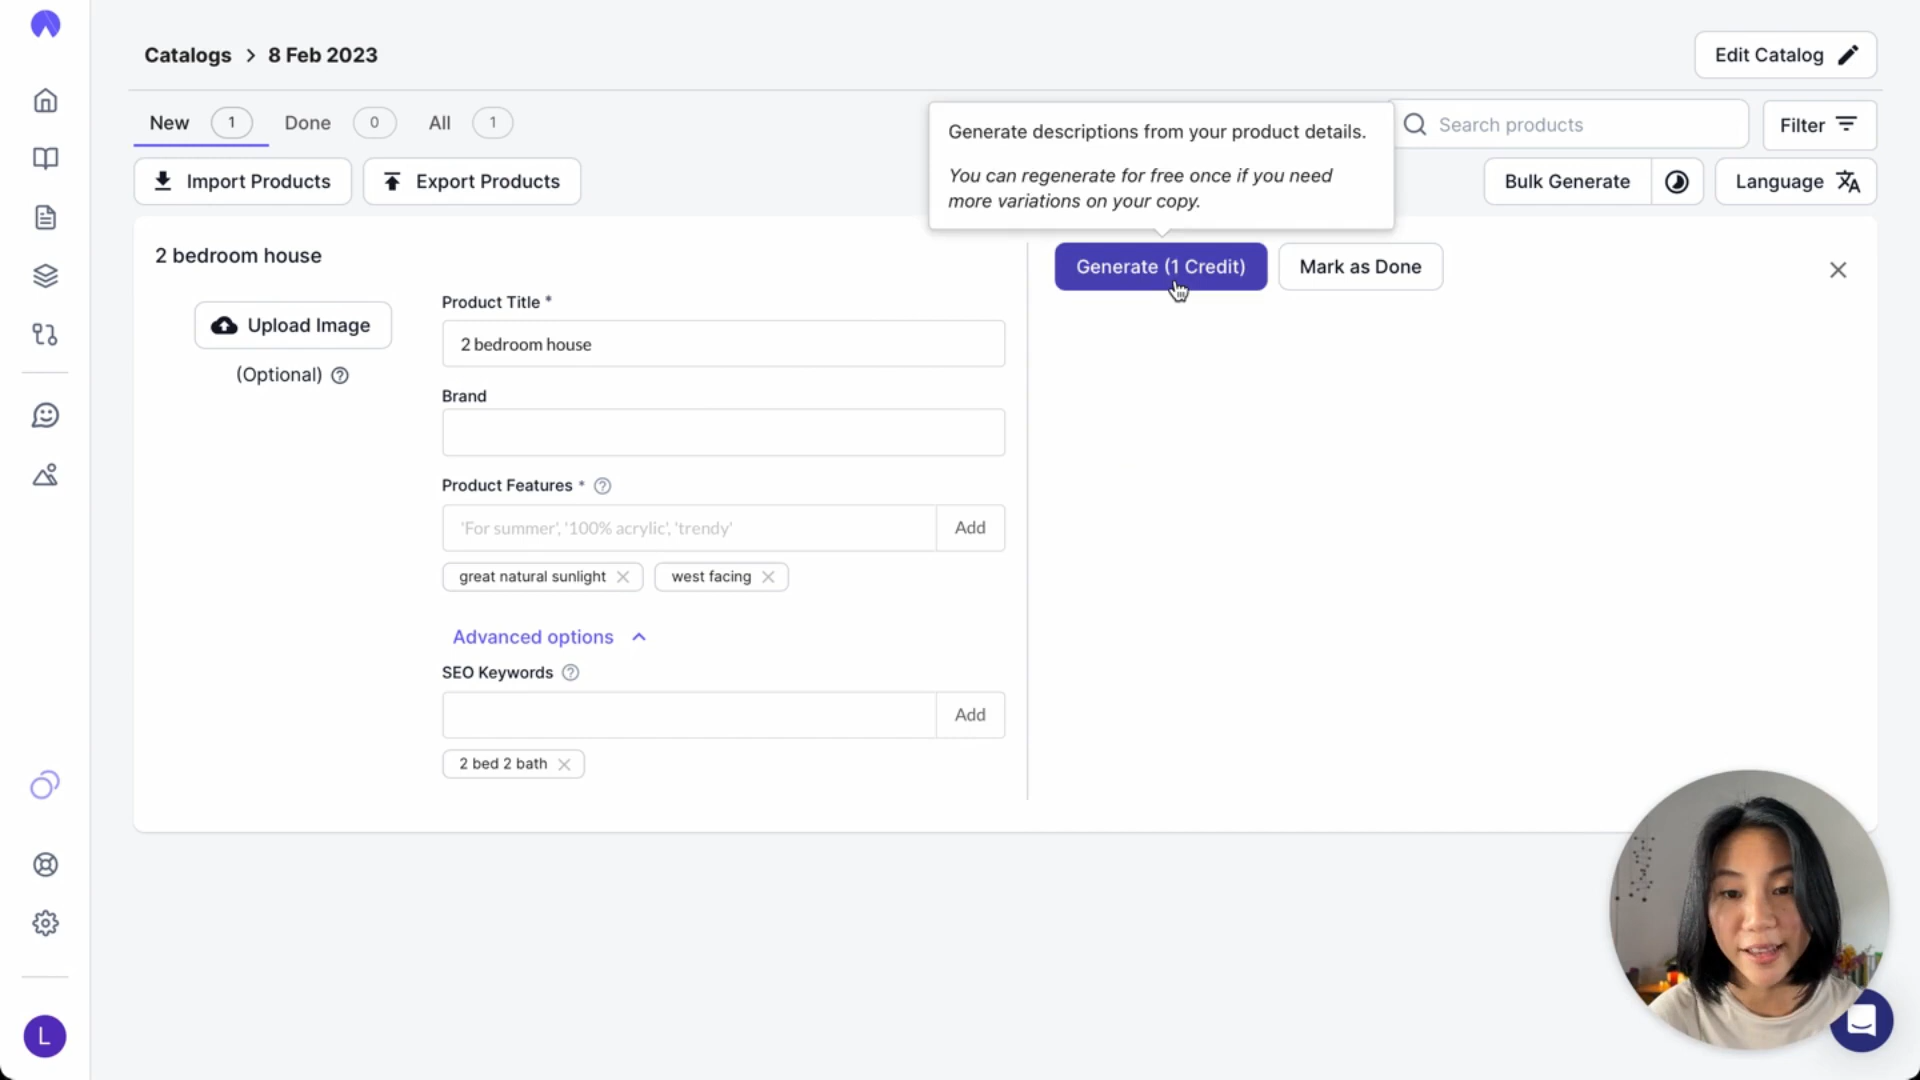 Catalogs > 8 Feb 2023
Edit Catalog
New 1 Done 0 All 1
Search products
Filter
Import Products
Export Products
Generate descriptions from your product details.
You can regenerate for free once if you need
more variations on your copy.
Bulk Generate
Language
2 bedroom house
Generate (1 Credit)
Mark as Done
Upload Image
(Optional)
Product Title *
2 bedroom house
Brand
Product Features *
'For summer', '100% acrylic', 'trendy'
Add
great natural sunlight
west facing
Advanced options
SEO Keywords
Add
2 bed 2 bath
L